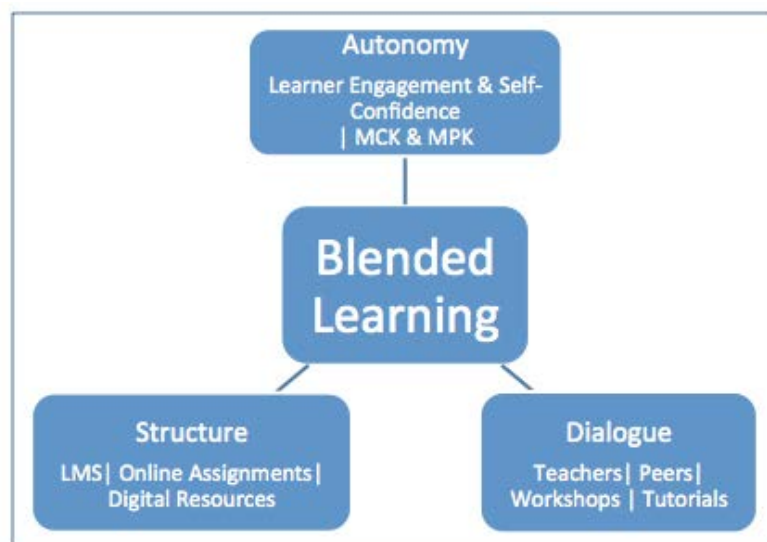 Autonomy
Learner Engagement & Self-
Confidence
| MCK & MPK
Blended
Learning
Structure
LMS| Online Assignments|
Digital Resources
Dialogue
Teachers| Peers|
Workshops | Tutorials